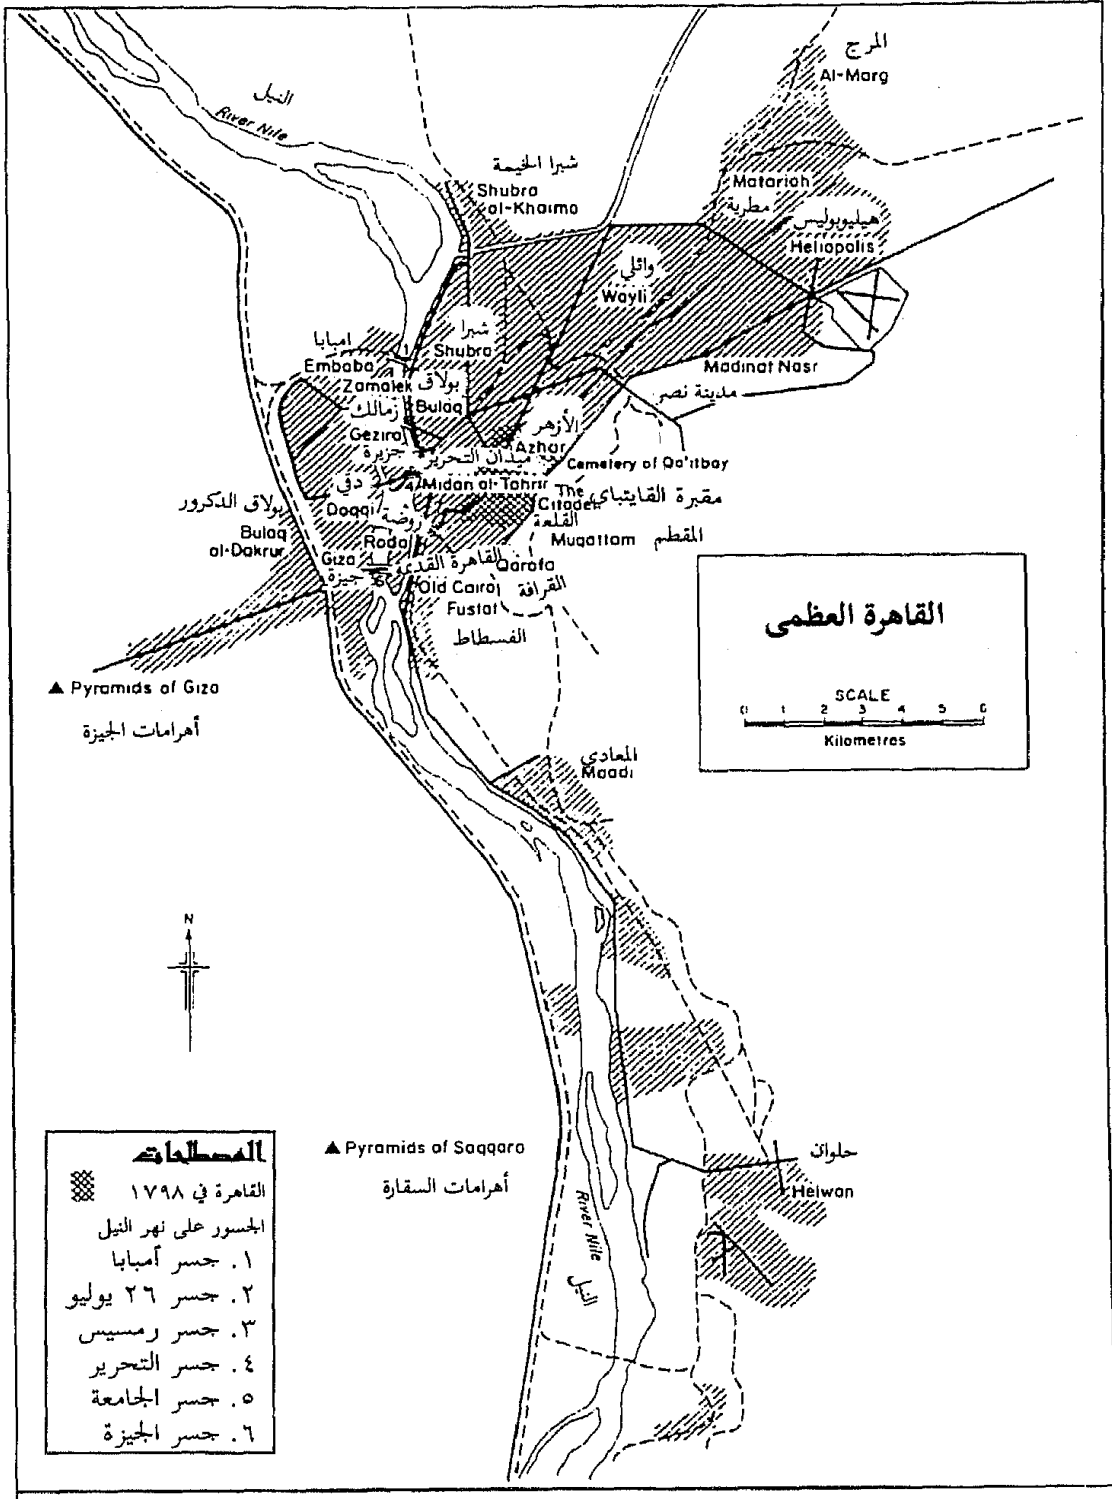 المرج
Al-Marg
النيل
River Nile
شبرا الخيمة
Shubra
al-Khaima
Matariah
مطرية
هيليوبوليس
Heliopolis
وائلي
Wayli
شبرا
Shubra
امبابا
Embaba
Zamalek
زمالك
بولاق
Bulaq
Madinat Nasr
مدينة نصر
Gezira
جزيرة
الأزهر
Azhar
ميدان التحرير
Midan al-Tahrir
Cemetery of Qa'itbay
مقبرة القايتباي
The
Citadel
القلعة
Muqattam
المقطم
دقي
Doqqi
روضة
Roda
بولاق الدكرور
Bulaq
al-Dakrur
Giza
جيزة
القاهرة القديمة
Old Cairo
Fustat
الفسطاط
Qarafa
القرافة
القاهرة العظمى
SCALE
0 1 2 3 4 5 6
Kilometres
Pyramids of Giza
أهرامات الجيزة
المعادي
Maadi
N
Pyramids of Saqqara
أهرامات السقارة
حلوان
Helwan
River Nile
النيل
المصطلحات
القاهرة في ١٧٩٨
الجسور على نهر النيل
١. جسر أمبابا
٢. جسر ٢٦ يوليو
٣. جسر رمسيس
٤. جسر التحرير
٥. جسر الجامعة
٦. جسر الجيزة